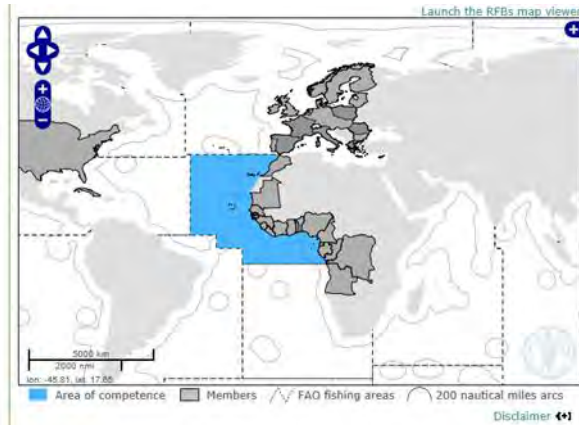 Launch the RFBs map viewer
5000 km
2000 nmi
lon: -45.81, lat: 17.65
Area of competence Members FAO fishing areas 200 nautical miles arcs
Disclaimer [+]